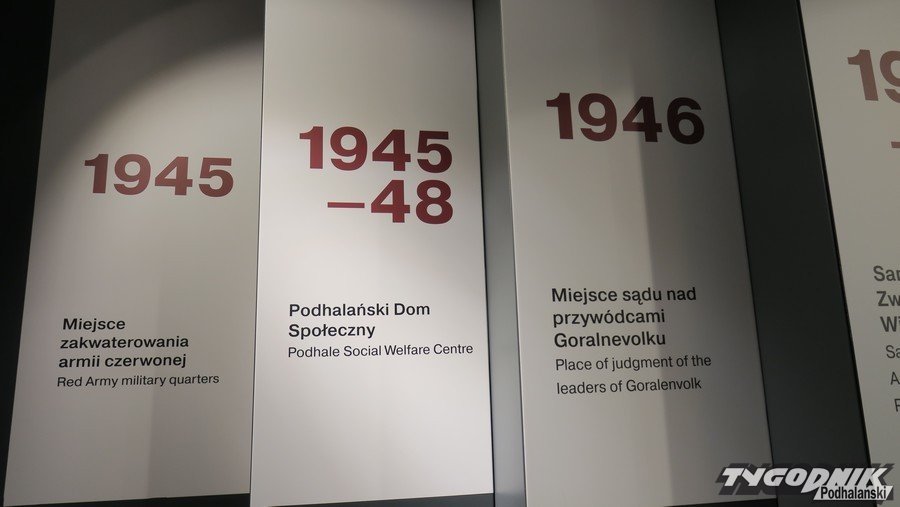 1945
Miejsce
zakwaterowania
armii czerwonej
Red Army military quarters
1945
–48
Podhalański Dom
Społeczny
Podhale Social Welfare Centre
1946
Miejsce sądu nad
przywódcami
Goralnevolku
Place of judgment of the
leaders of Goralenvolk
TYGODNIK
Podhalański